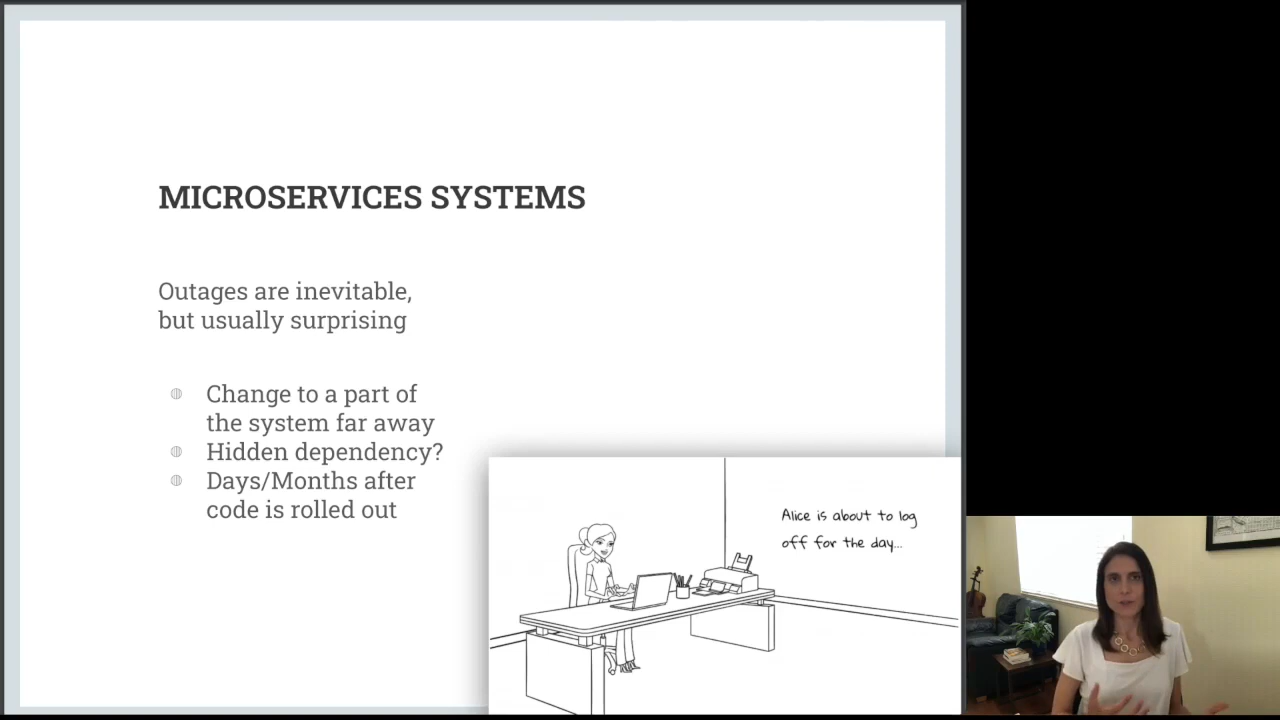 MICROSERVICES SYSTEMS
Outages are inevitable,
but usually surprising
Change to a part of
the system far away
Hidden dependency?
Days/Months after
code is rolled out
Alice is about to log
off for the day...